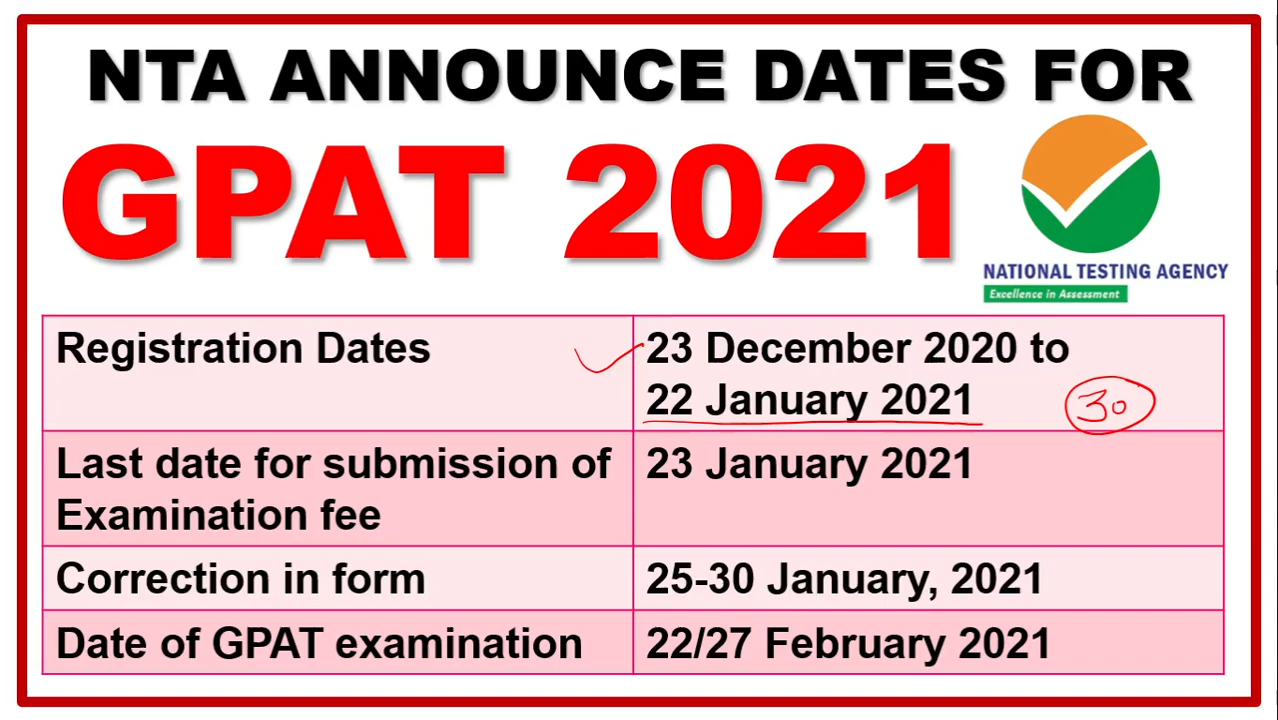 NTA ANNOUNCE DATES FOR
GPAT 2021
NATIONAL TESTING AGENCY
Excellence in Assessment
Registration Dates
23 December 2020 to
22 January 2021
30
Last date for submission of
Examination fee
23 January 2021
Correction in form
25-30 January, 2021
Date of GPAT examination
22/27 February 2021